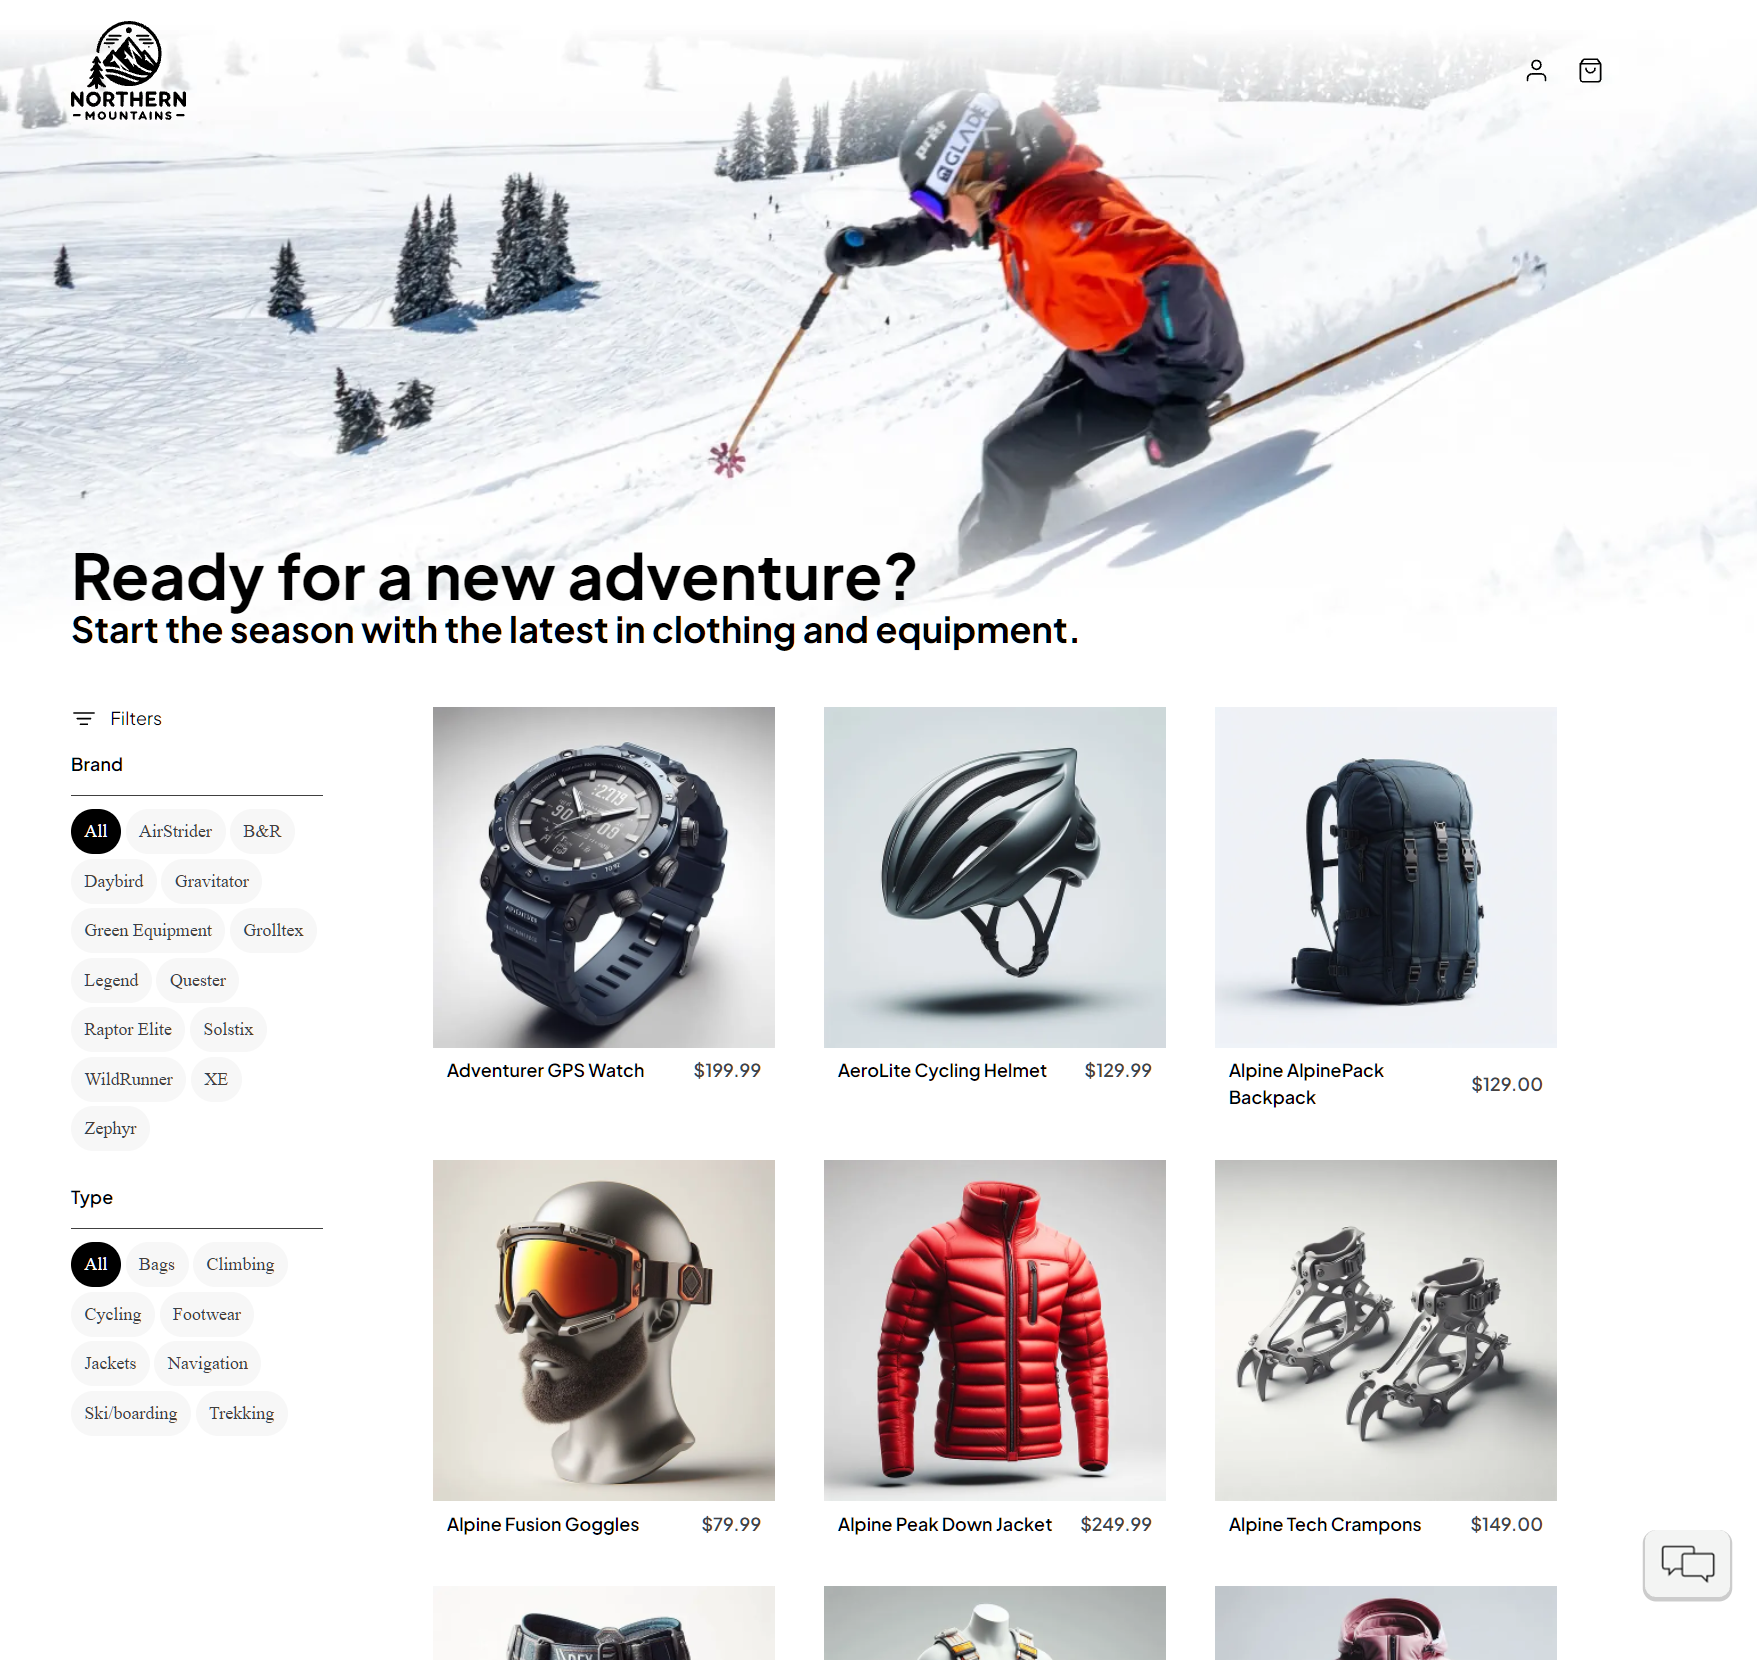 NORTHERN
MOUNTAINS
pret
GLADE
Ready for a new adventure?
Start the season with the latest in clothing and equipment.
Filters
Brand
All AirStrider B&R
Daybird Gravitator
Green Equipment Grolltex
Legend Quester
Raptor Elite Solstix
WildRunner XE
Zephyr
Type
All Bags Climbing
Cycling Footwear
Jackets Navigation
Ski/boarding Trekking
Adventurer GPS Watch $199.99
AeroLite Cycling Helmet $129.99
Alpine AlpinePack
Backpack
$129.00
Alpine Fusion Goggles $79.99
Alpine Peak Down Jacket $249.99
Alpine Tech Crampons $149.00